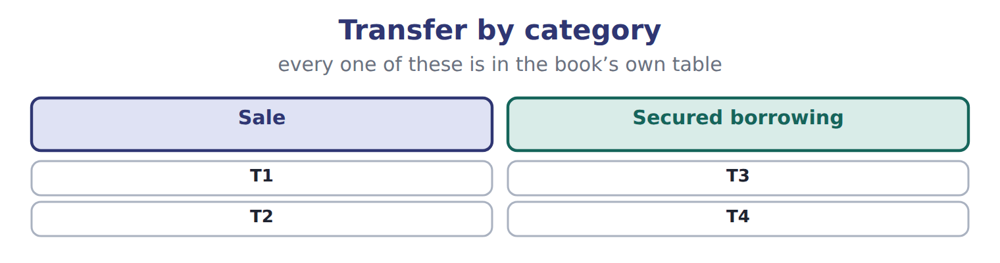 Transfer by category
every one of these is in the book’s own table
Sale
Secured borrowing
T1
T3
T2
T4